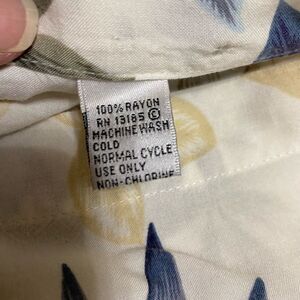 100% RAYON
RN 13185 ©
MACHINE WASH
COLD
NORMAL CYCLE
USE ONLY
NON-CHLORINE